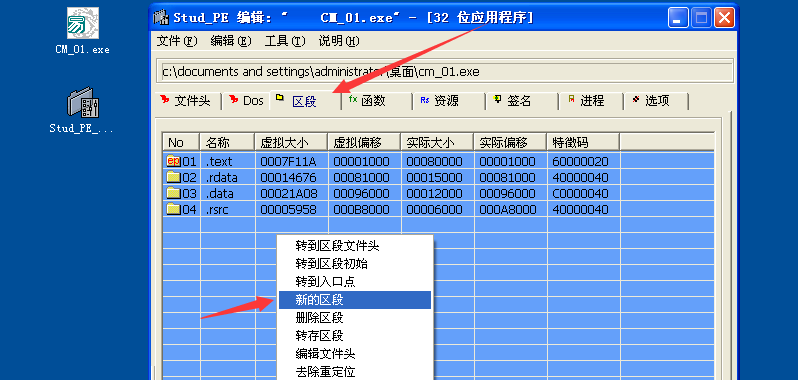 CM_01.exe
Stud_PE_...
Stud_PE 编辑: " CM_01.exe" - [32 位应用程序]
文件(F) 编辑(E) 工具(T) 说明(H)
c:\documents and settings\administrator\桌面\cm_01.exe
文件头 Dos 区段 fx 函数 Rs 资源 签名 进程 选项
No 名称 虚拟大小 虚拟偏移 实际大小 实际偏移 特徵码
ep 01 .text 0007F11A 00001000 00080000 00001000 60000020
02 .rdata 00014676 00081000 00015000 00081000 40000040
03 .data 00021A08 00096000 00012000 00096000 C0000040
04 .rsrc 00005958 000B8000 00006000 000A8000 40000040
转到区段文件头
转到区段初始
转到入口点
新的区段
删除区段
转存区段
编辑文件头
去除重定位